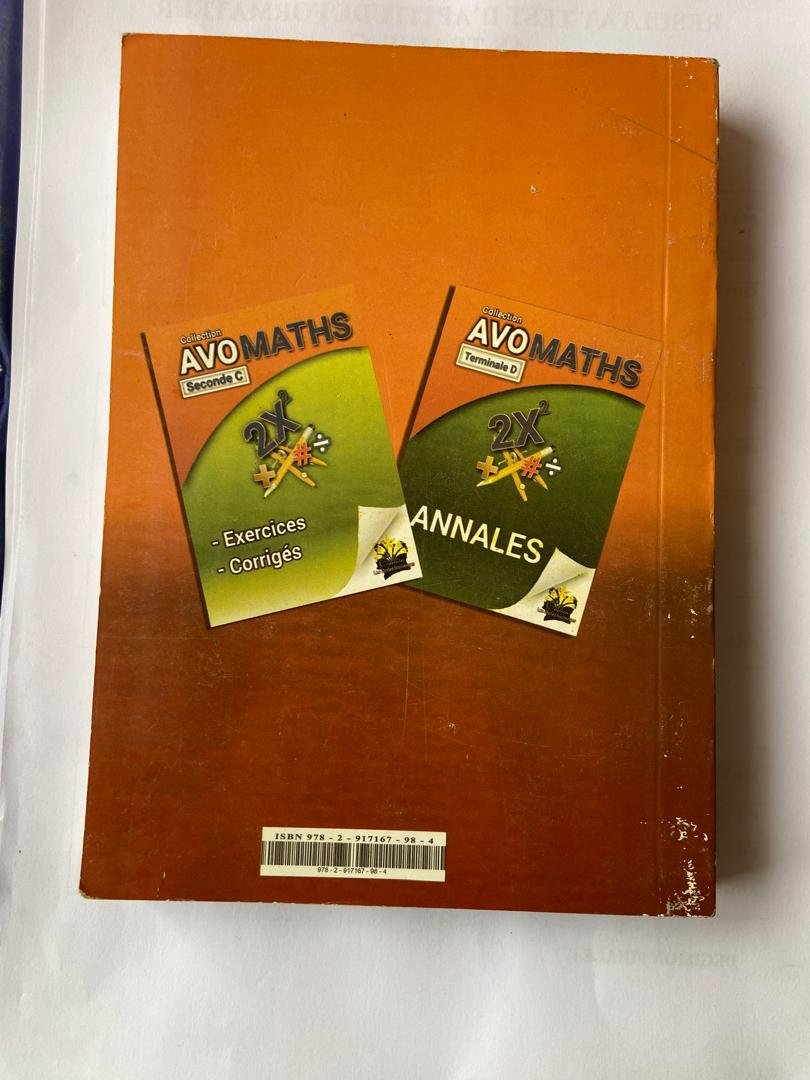 Collection
AVOMATHS
Seconde C
2X²
+ # ÷
- Exercices
- Corrigés
Collection
AVOMATHS
Terminale D
2X²
+ # ÷
ANNALES
ISBN 978 - 2 - 917167 - 98 - 4
978 - 2 - 917167 - 98 - 4